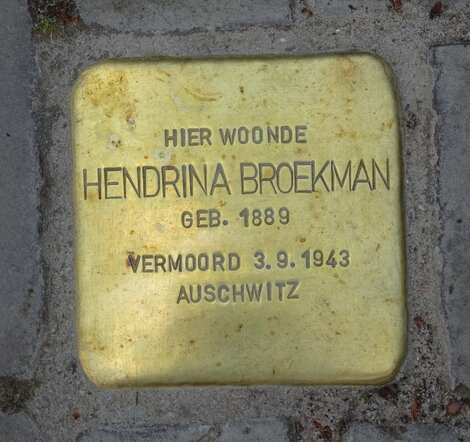 HIER WOONDE
HENDRINA BROEKMAN
GEB. 1889
VERMOORD 3.9.1943
AUSCHWITZ